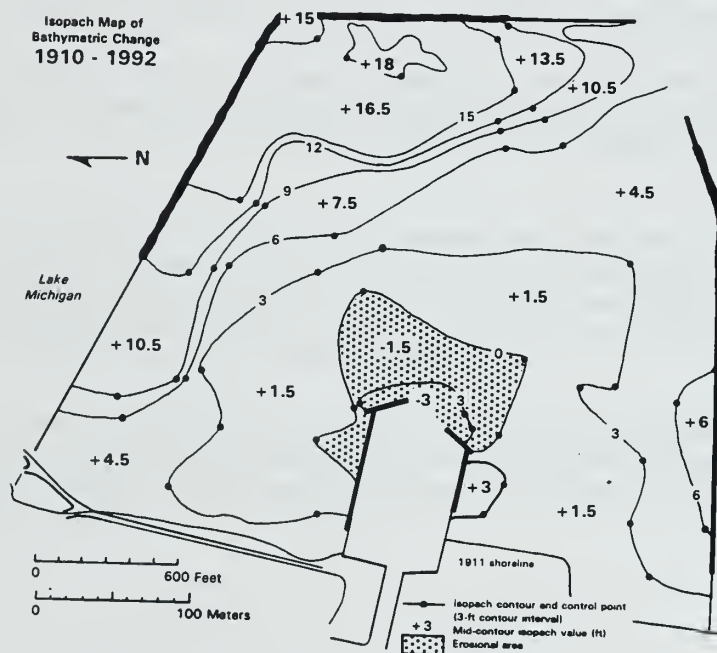 Isopach Map of
Bathymatric Change
1910 - 1992
N
+ 15
+ 18
+ 13.5
+ 10.5
+ 16.5
15
12
9
+ 7.5
6
+ 4.5
Lake
Michigan
3
+ 1.5
+ 10.5
-1.5
0
+ 1.5
-3
3
3
+ 6
+ 4.5
+ 3
+ 1.5
6
1911 shoreline
0
600 Feet
0
100 Meters
Isopach contour and control point
(3-ft contour interval)
+3
Mid-contour isopach value (ft)
Erosional area